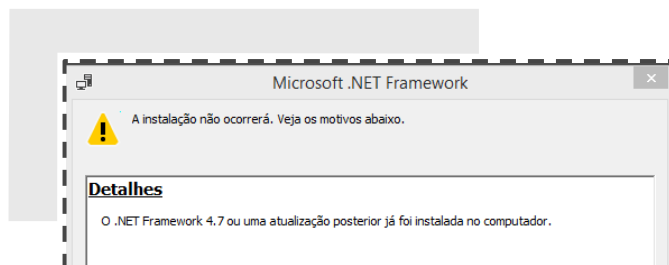 Microsoft .NET Framework
A instalação não ocorrerá. Veja os motivos abaixo.
Detalhes
O .NET Framework 4.7 ou uma atualização posterior já foi instalada no computador.